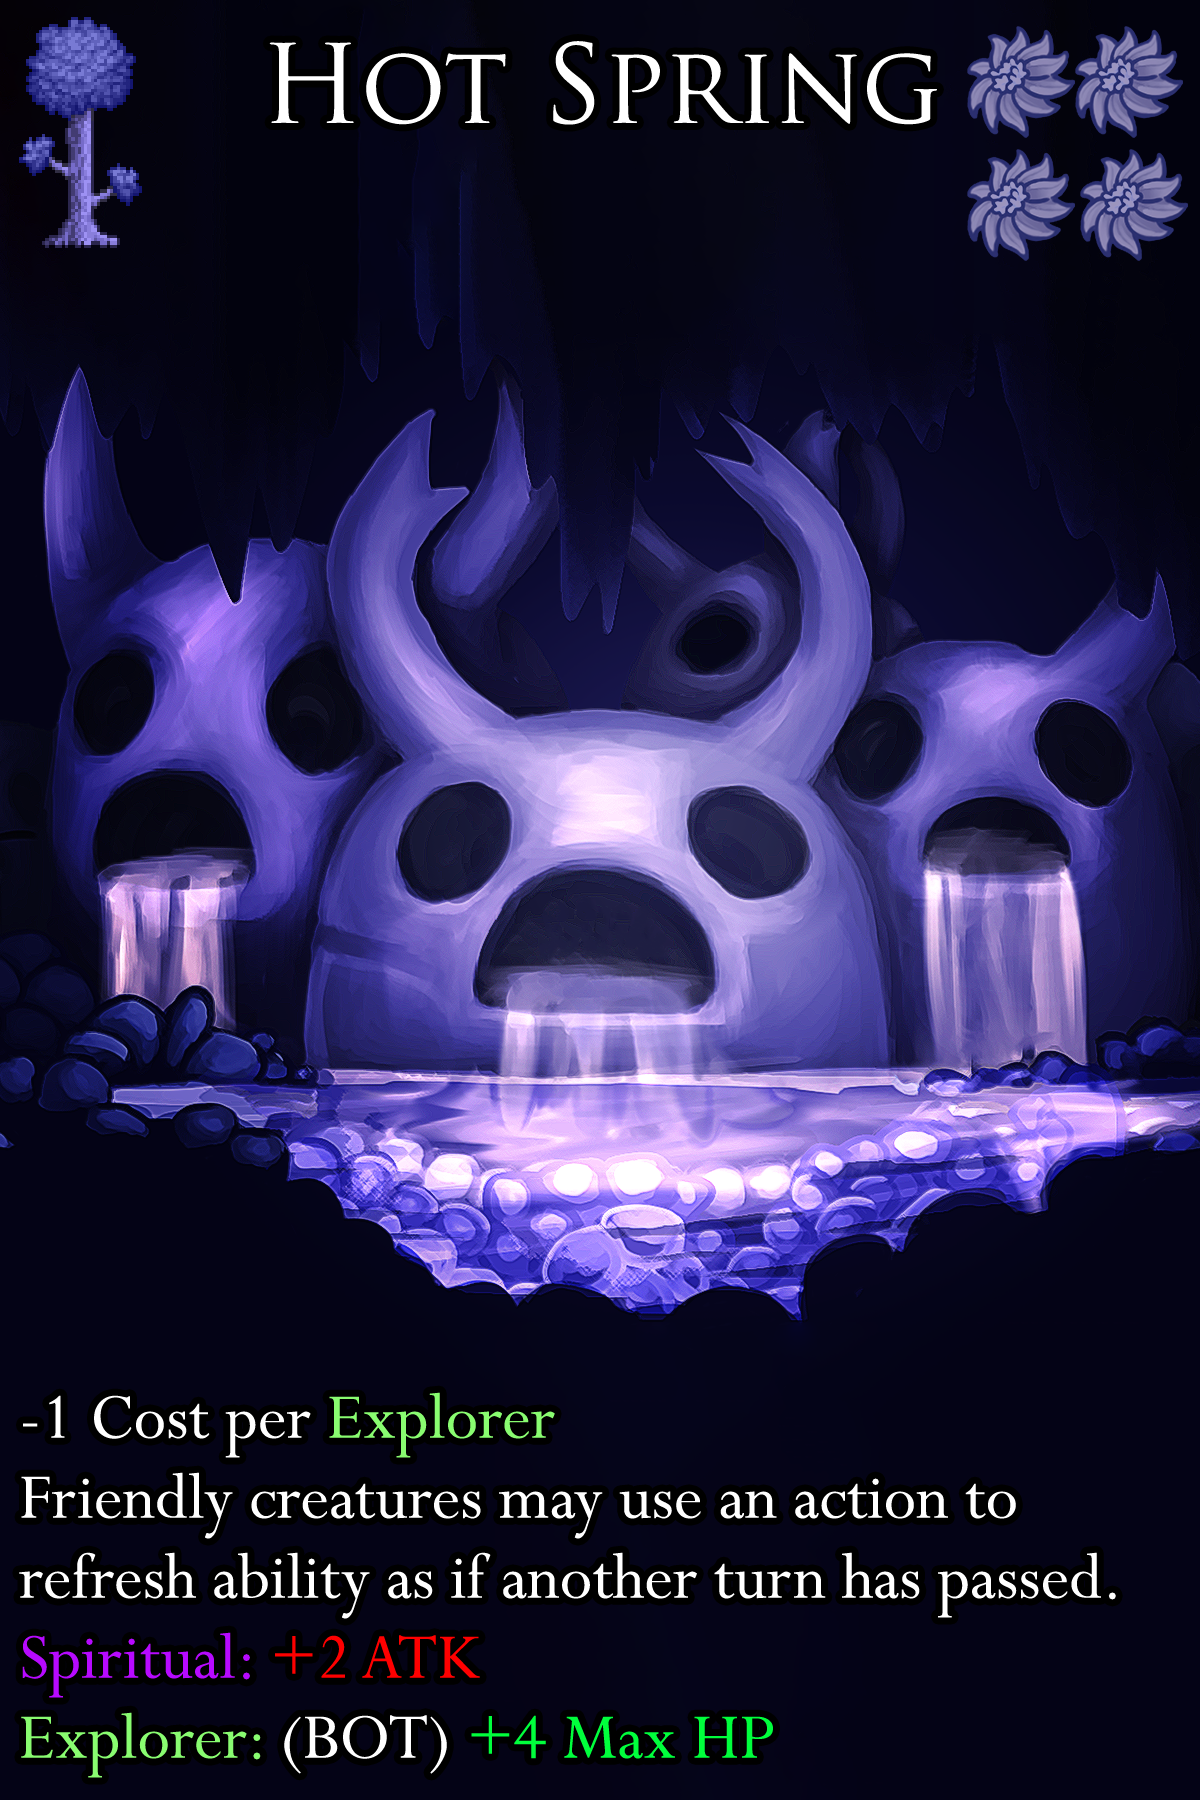 Hot Spring
-1 Cost per Explorer
Friendly creatures may use an action to
refresh ability as if another turn has passed.
Spiritual: +2 ATK
Explorer: (BOT) +4 Max HP